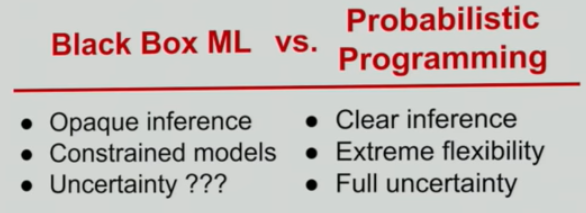 Black Box ML vs. Probabilistic
Programming
• Opaque inference
• Constrained models
• Uncertainty ???
• Clear inference
• Extreme flexibility
• Full uncertainty